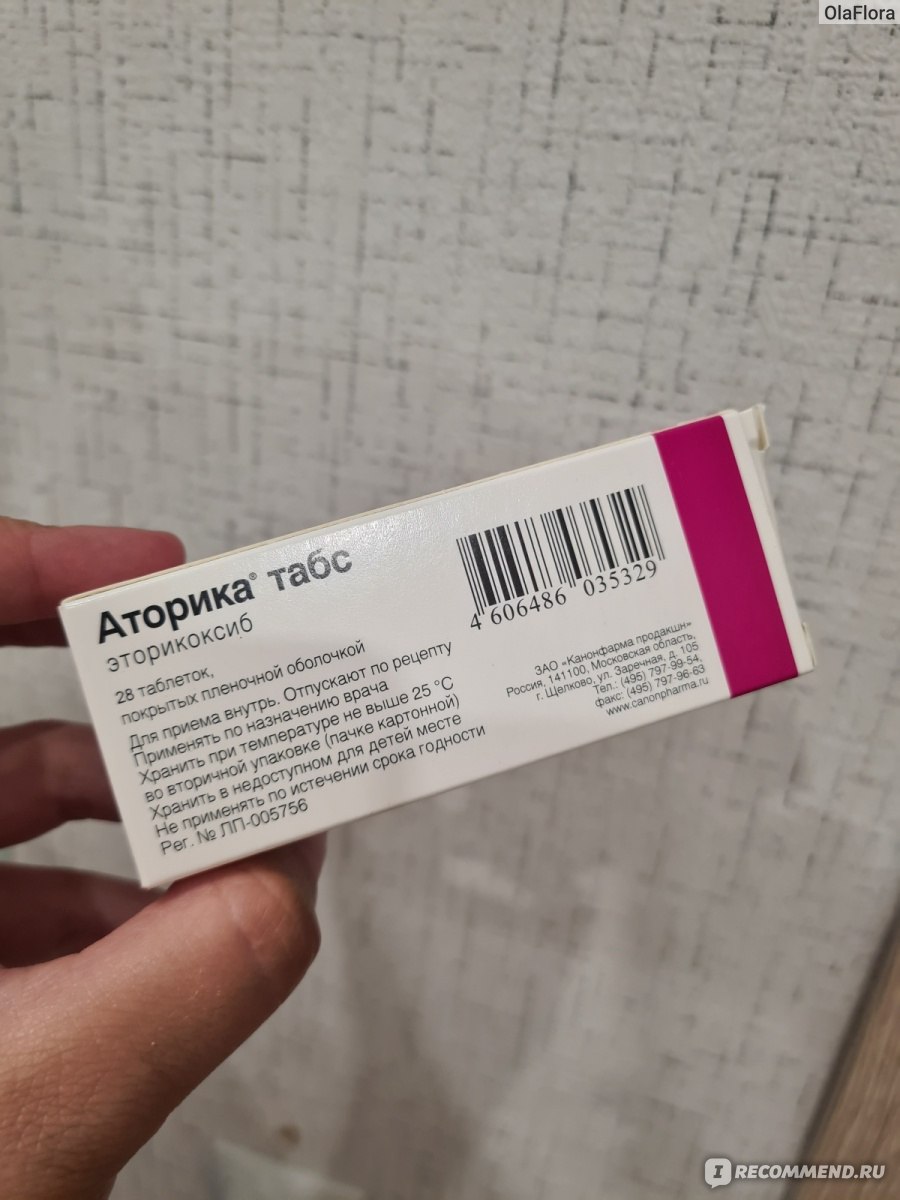 OlaFlora
Аторика® табс
эторикоксиб
28 таблеток,
покрытых пленочной оболочкой
Для приема внутрь. Отпускают по рецепту
Применять по назначению врача
Хранить при температуре не выше 25 °C
во вторичной упаковке (пачке картонной)
Хранить в недоступном для детей месте
Не применять по истечении срока годности
Рег. № ЛП-005756
4 606486 035329
ЗАО «Канонфарма продакшн»
Россия, 141100, Московская область,
г. Щелково, ул. Заречная, д. 105
Тел.: (495) 797-99-54,
факс: (495) 797-96-63
www.canonpharma.ru
IRECOMMEND.RU